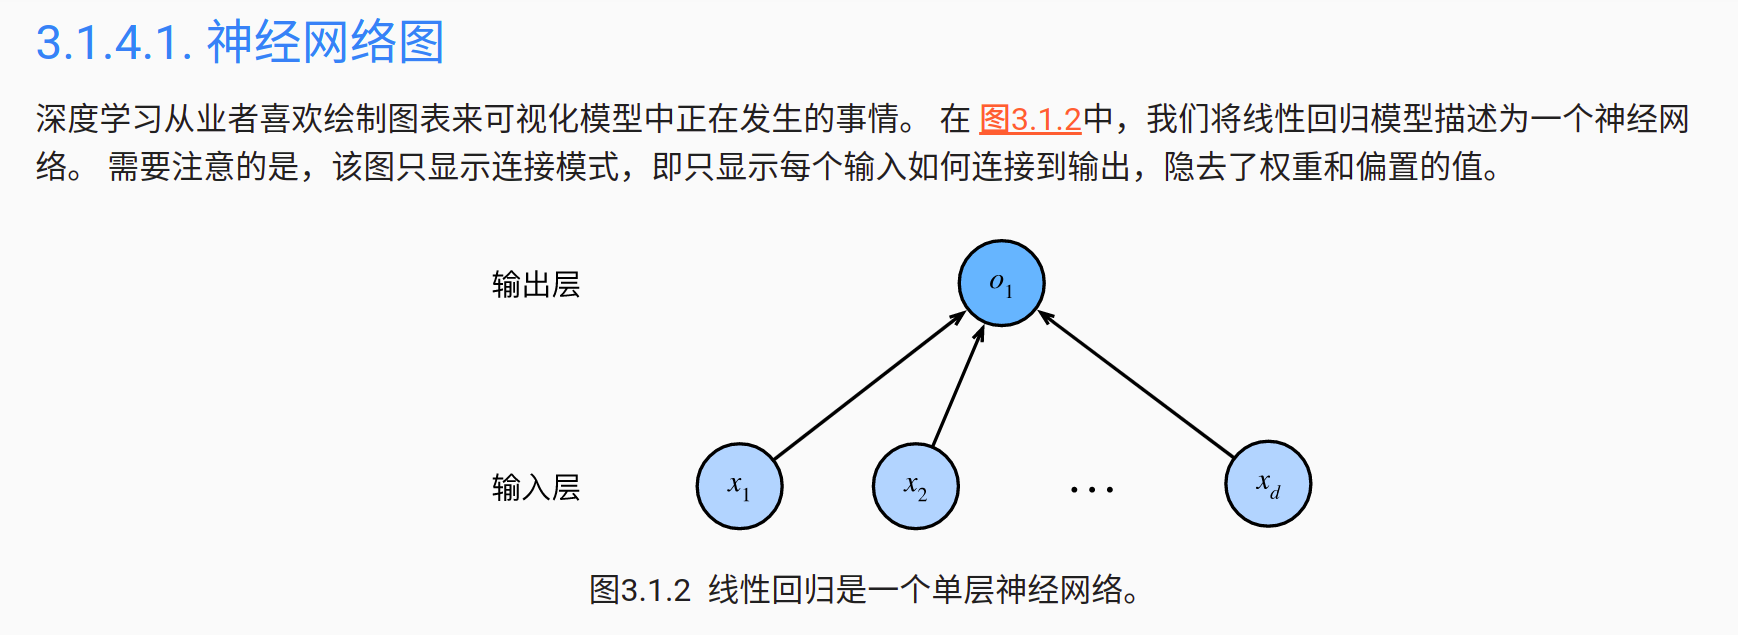 3.1.4.1. 神经网络图
深度学习从业者喜欢绘制图表来可视化模型中正在发生的事情。 在 图3.1.2中，我们将线性回归模型描述为一个神经网
络。 需要注意的是，该图只显示连接模式，即只显示每个输入如何连接到输出，隐去了权重和偏置的值。
输出层
o₁
输入层
x₁
x₂
...
x_d
图3.1.2 线性回归是一个单层神经网络。